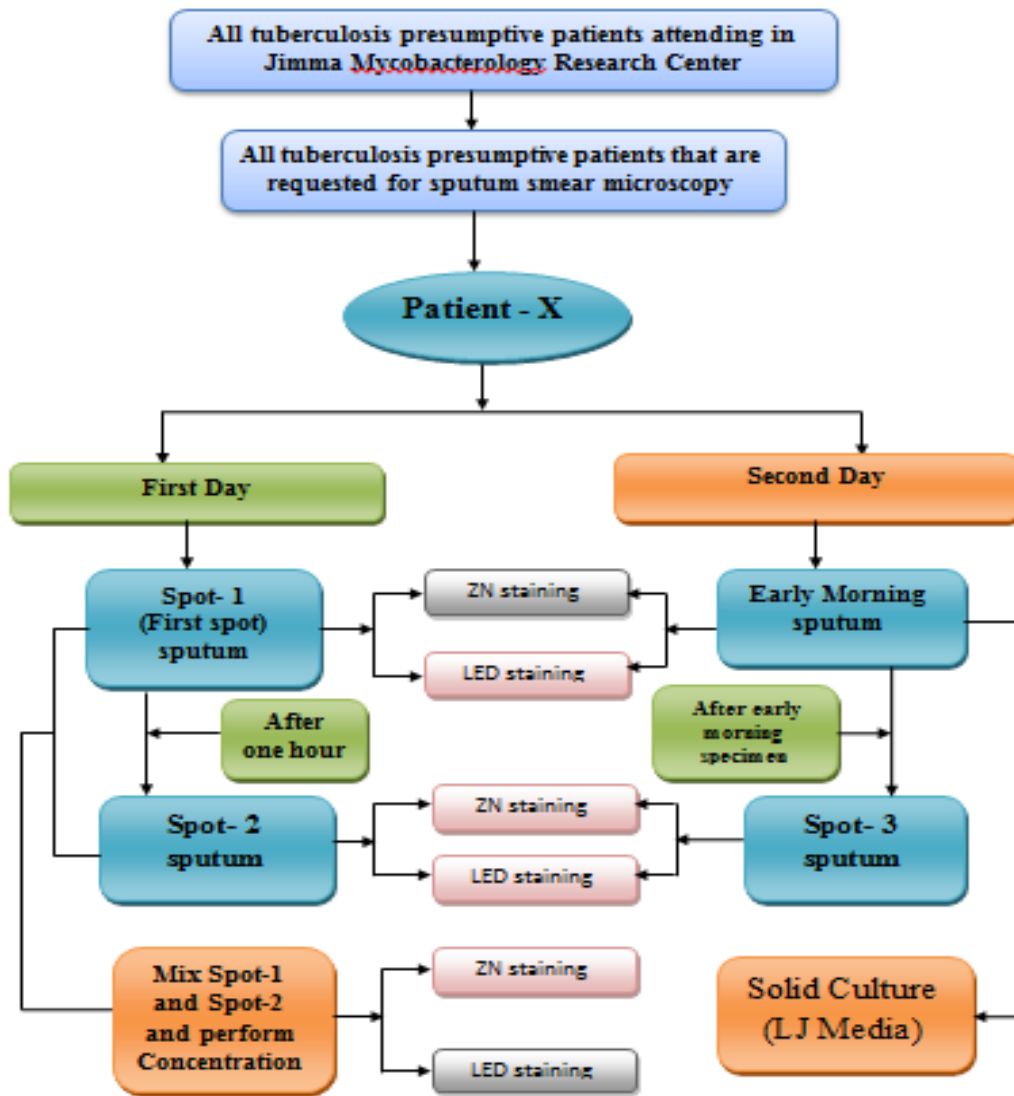 All tuberculosis presumptive patients attending in
Jimma Mycobacterology Research Center
All tuberculosis presumptive patients that are
requested for sputum smear microscopy
Patient - X
First Day
Second Day
Spot- 1
(First spot)
sputum
ZN staining
LED staining
Early Morning
sputum
After
one hour
After early
morning
specimen
Spot- 2
sputum
ZN staining
LED staining
Spot- 3
sputum
Mix Spot-1
and Spot-2
and perform
Concentration
ZN staining
LED staining
Solid Culture
(LJ Media)